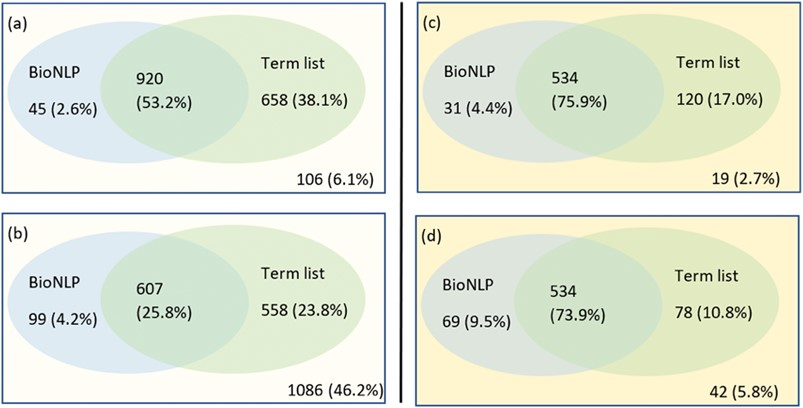 (a)
BioNLP
45 (2.6%)
920
(53.2%)
Term list
658 (38.1%)
106 (6.1%)
(b)
BioNLP
99 (4.2%)
607
(25.8%)
Term list
558 (23.8%)
1086 (46.2%)
(c)
BioNLP
31 (4.4%)
534
(75.9%)
Term list
120 (17.0%)
19 (2.7%)
(d)
BioNLP
69 (9.5%)
534
(73.9%)
Term list
78 (10.8%)
42 (5.8%)